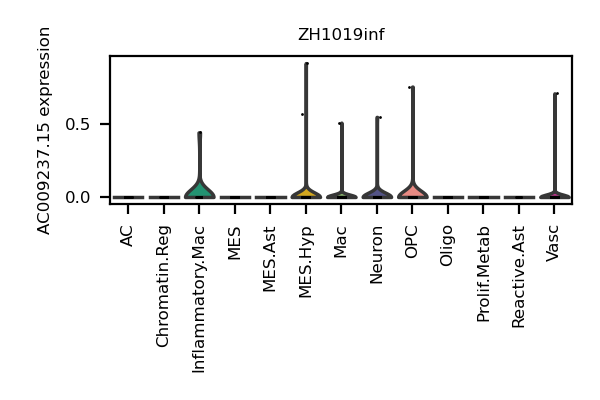 ZH1019inf
AC009237.15 expression
0.5
0.0
AC
Chromatin.Reg
Inflammatory.Mac
MES
MES.Ast
MES.Hyp
Mac
Neuron
OPC
Oligo
Prolif.Metab
Reactive.Ast
Vasc